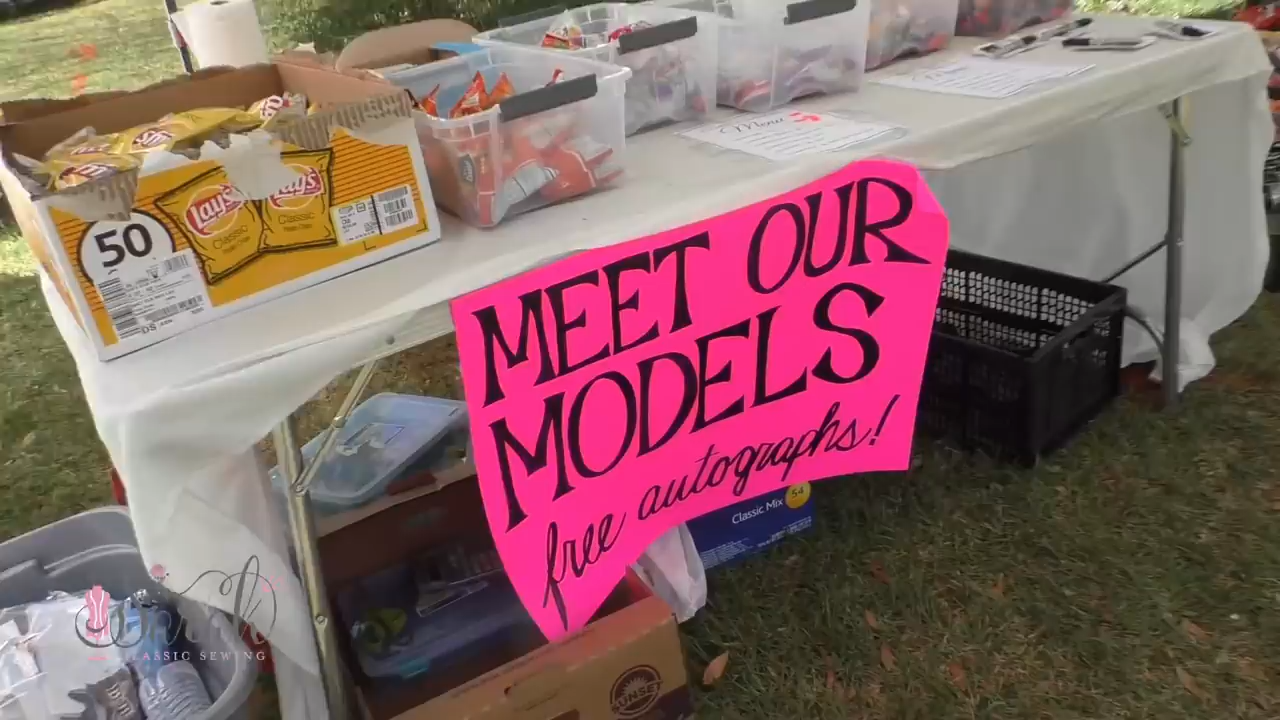 MEET OUR
MODELS
free autographs!
50
Lay's
Classic
Lay's
Classic
Menu
Classic Mix
54
SUNSET
CLASSIC SEWING